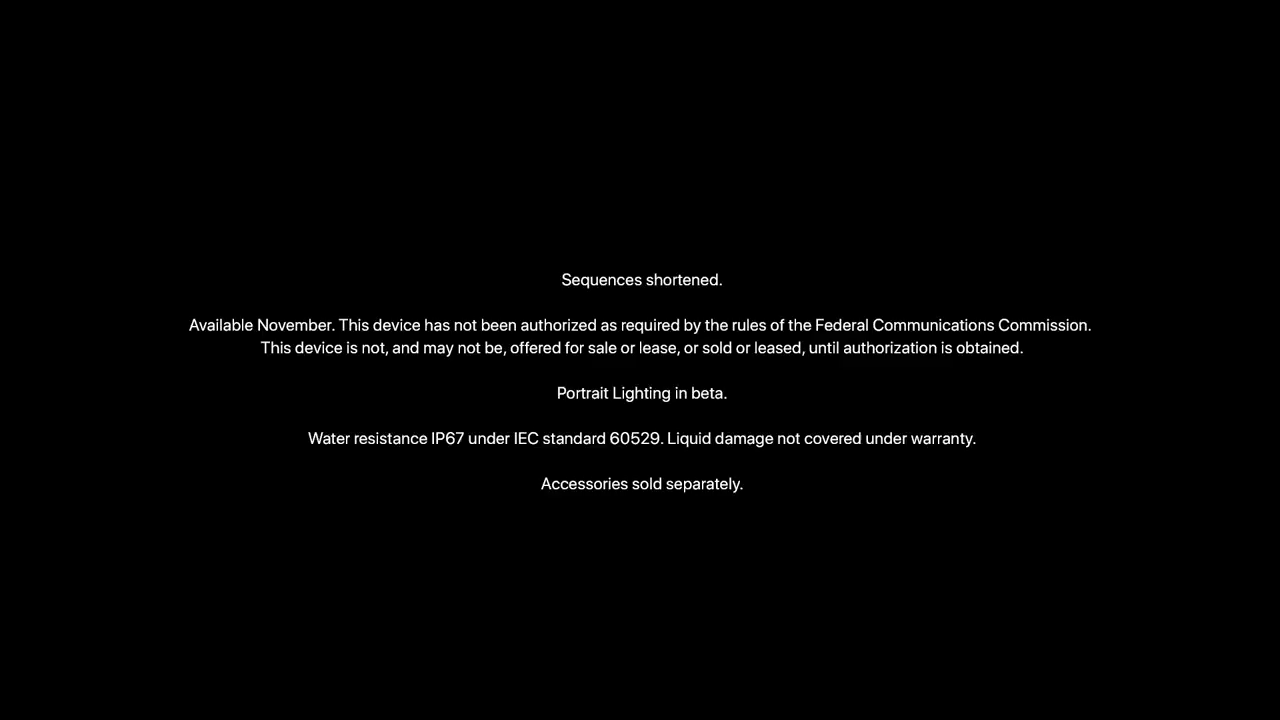 Sequences shortened.
Available November. This device has not been authorized as required by the rules of the Federal Communications Commission.
This device is not, and may not be, offered for sale or lease, or sold or leased, until authorization is obtained.
Portrait Lighting in beta.
Water resistance IP67 under IEC standard 60529. Liquid damage not covered under warranty.
Accessories sold separately.